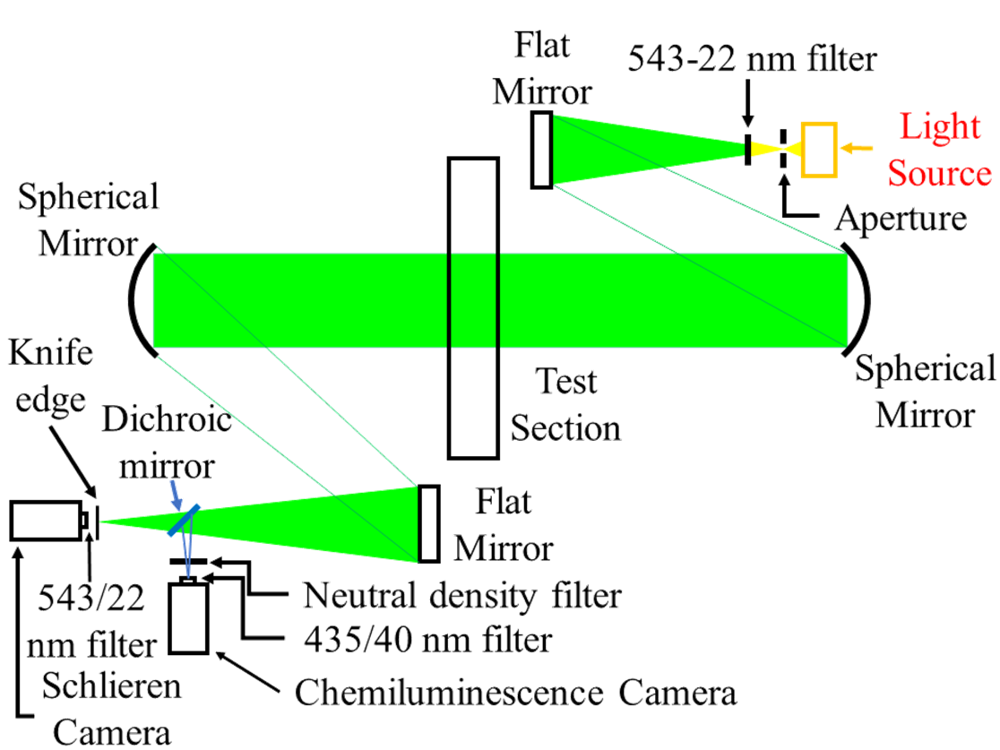 Flat
Mirror
543-22 nm filter
Light
Source
Aperture
Spherical
Mirror
Spherical
Mirror
Test
Section
Knife
edge
Dichroic
mirror
Flat
Mirror
543/22
nm filter
Neutral density filter
435/40 nm filter
Schlieren
Camera
Chemiluminescence Camera